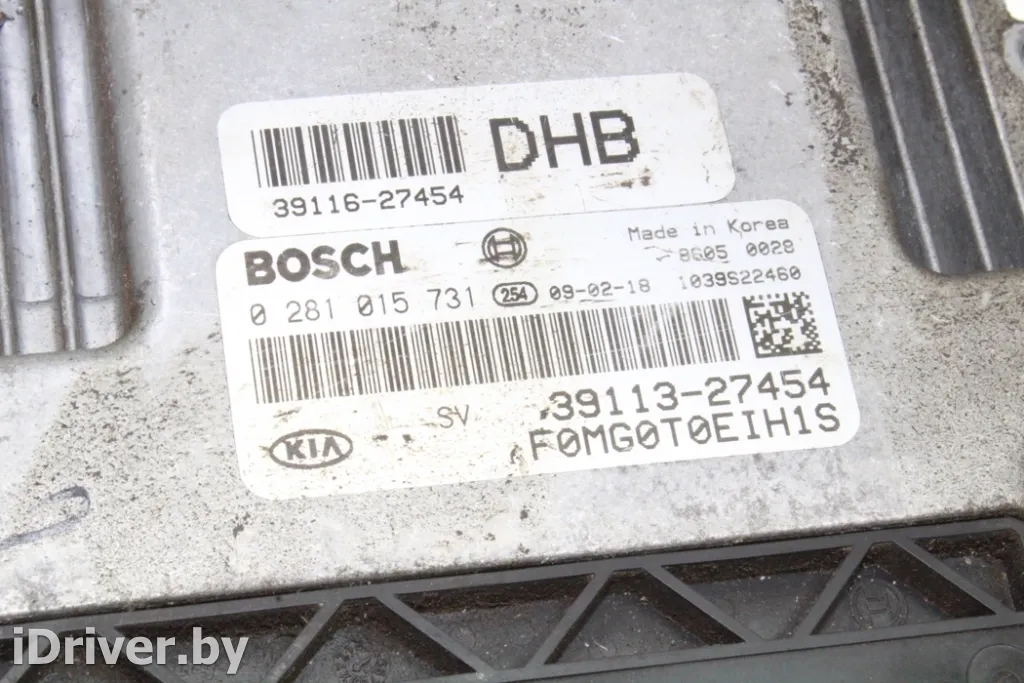 DHB
39116-27454
BOSCH
Made in Korea
8605 0028
0 281 015 731 254 09-02-18 1039S22460
39113-27454
SV
KIA
F0MG0T0EIH1S
iDriver.by